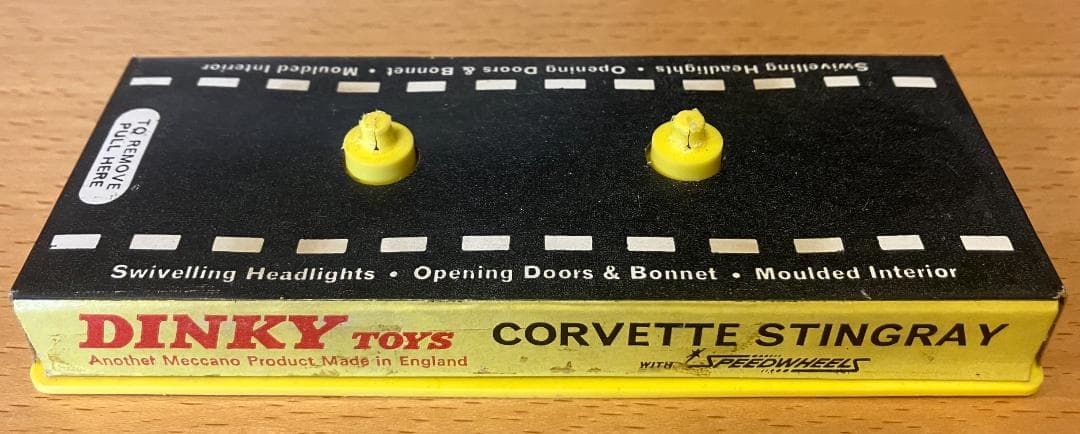 Swivelling Headlights • Opening Doors & Bonnet • Moulded Interior
TO REMOVE
PULL HERE
Swivelling Headlights • Opening Doors & Bonnet • Moulded Interior
DINKY TOYS
Another Meccano Product Made in England
CORVETTE STINGRAY
WITH SPEEDWHEELS